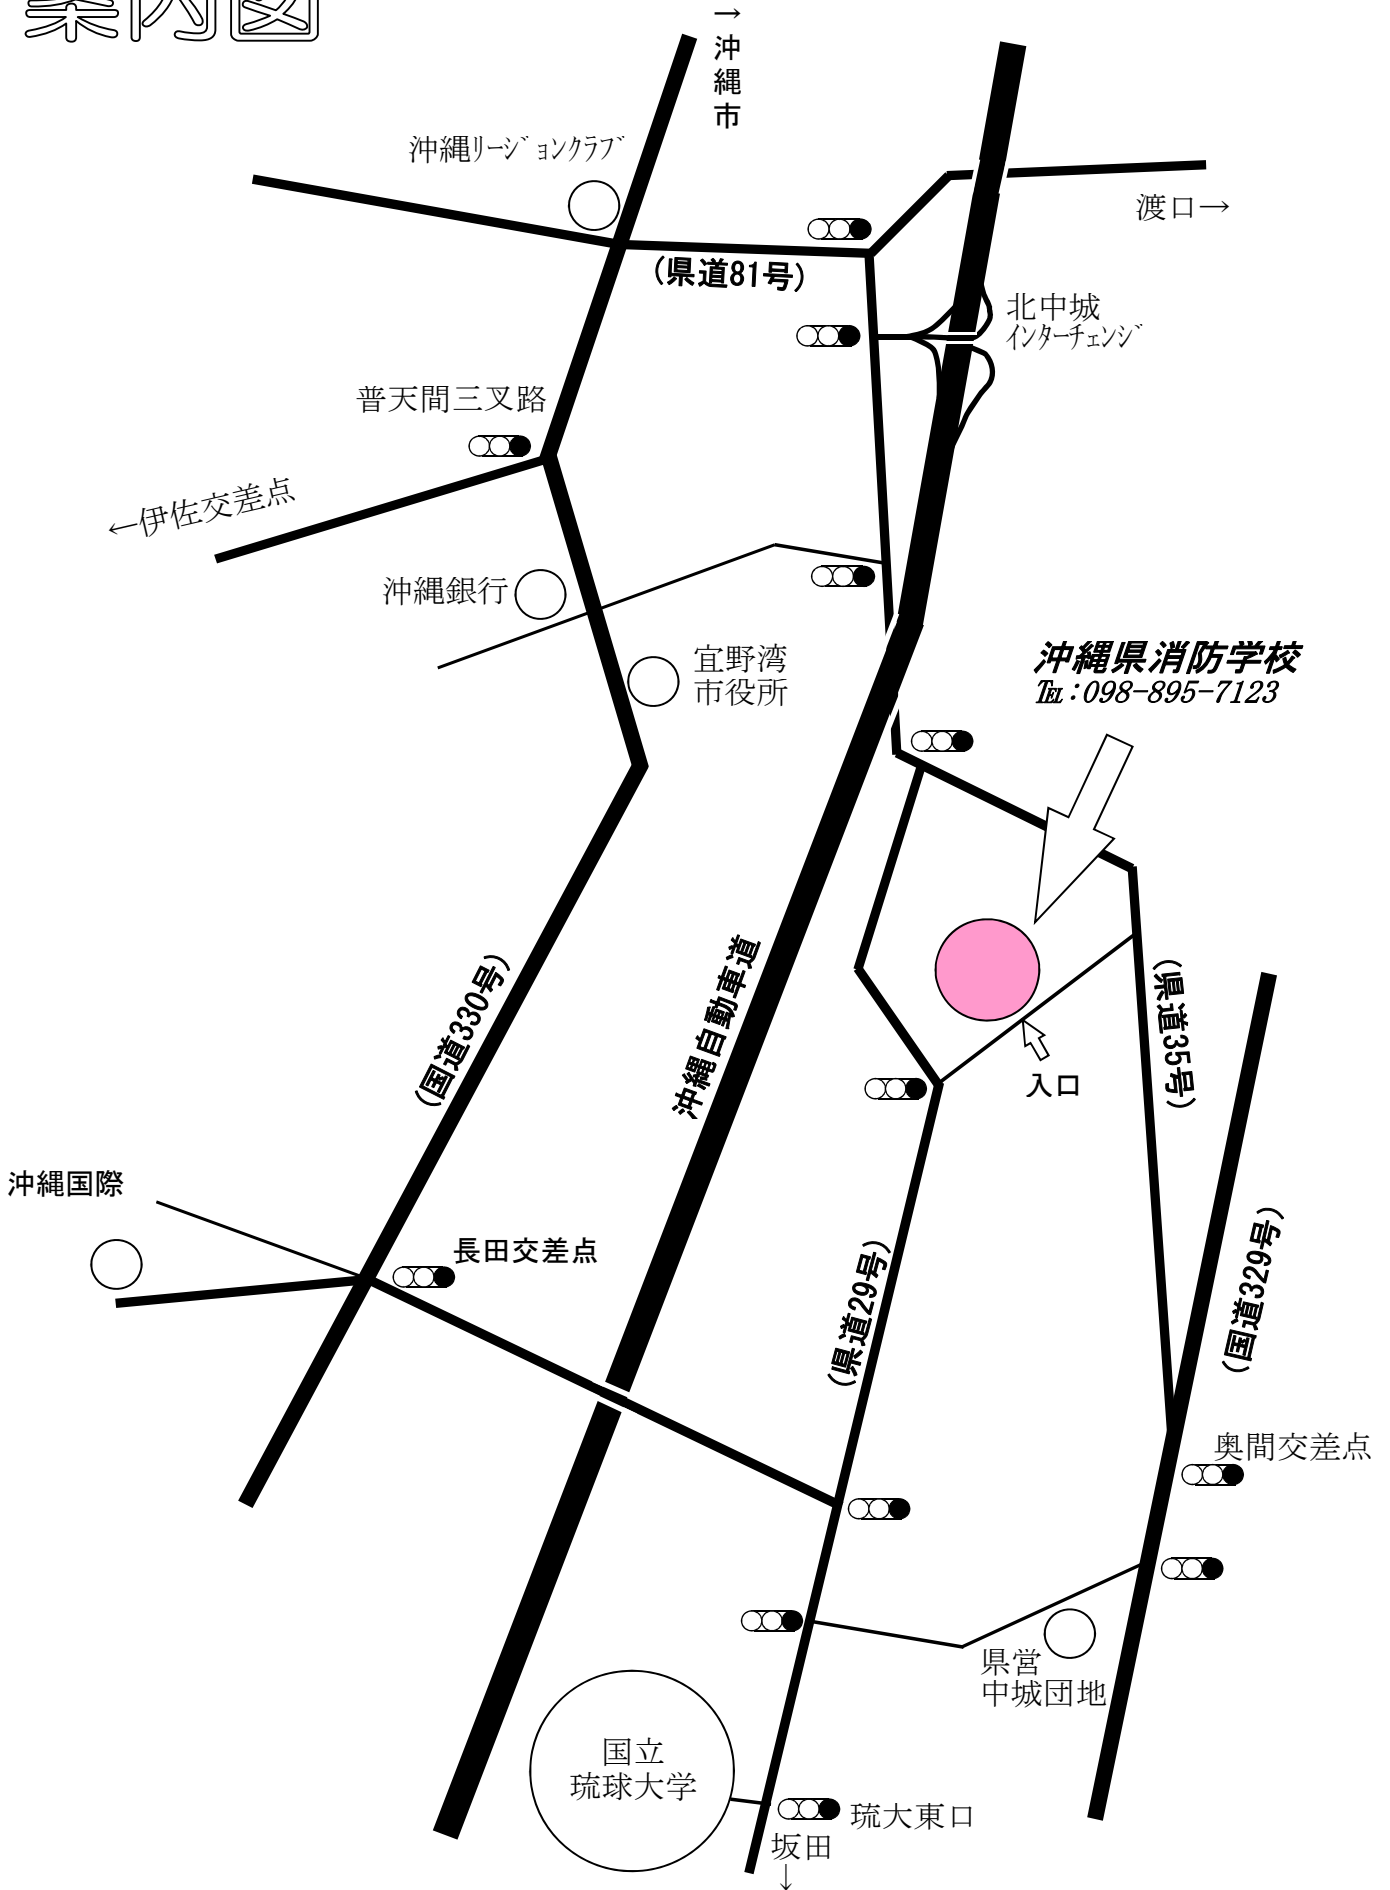 案内図
→沖縄市
沖縄ﾘｰｼﾞｮﾝｸﾗﾌﾞ
渡口→
(県道81号)
北中城
ｲﾝﾀｰﾁｪﾝｼﾞ
普天間三叉路
←伊佐交差点
沖縄銀行
宜野湾
市役所
沖縄県消防学校
℡:098-895-7123
(国道330号)
沖縄自動車道
(県道35号)
入口
沖縄国際
長田交差点
(県道29号)
(国道329号)
奥間交差点
県営
中城団地
国立
琉球大学
琉大東口
坂田
↓